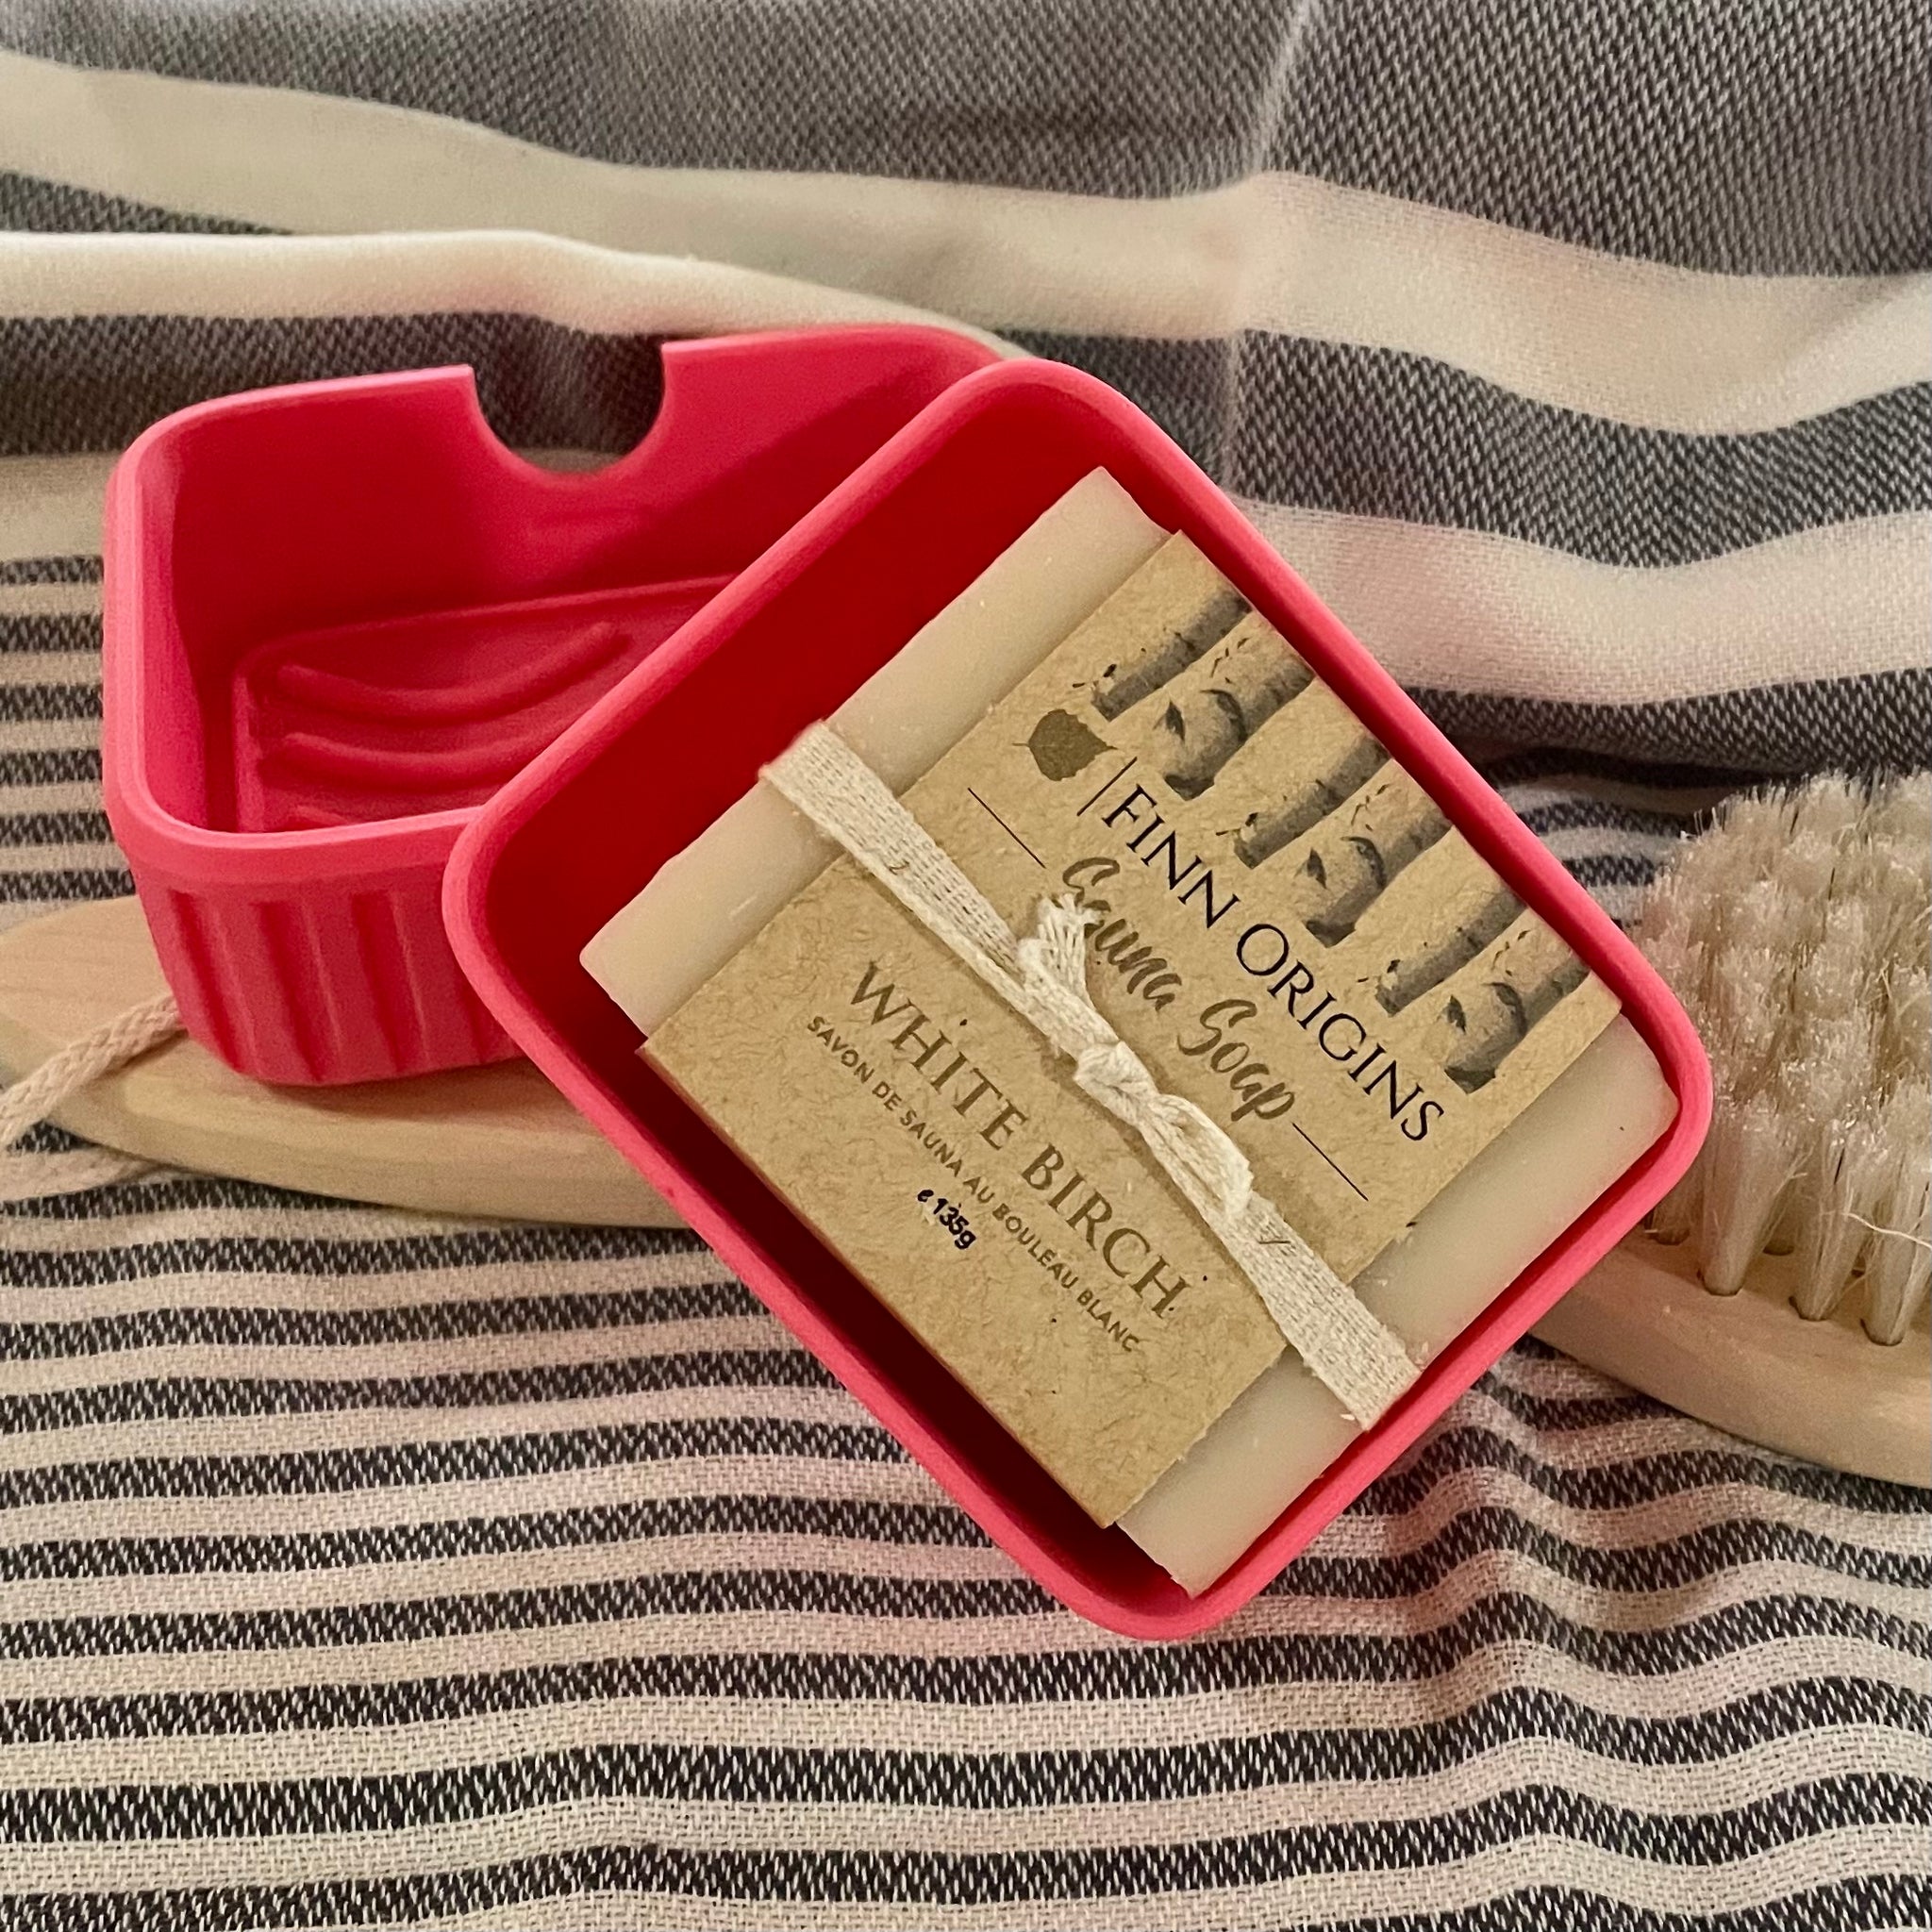 FINN ORIGINS
Sauna Soap
WHITE BIRCH
SAVON DE SAUNA AU BOULEAU BLANC
e 135g